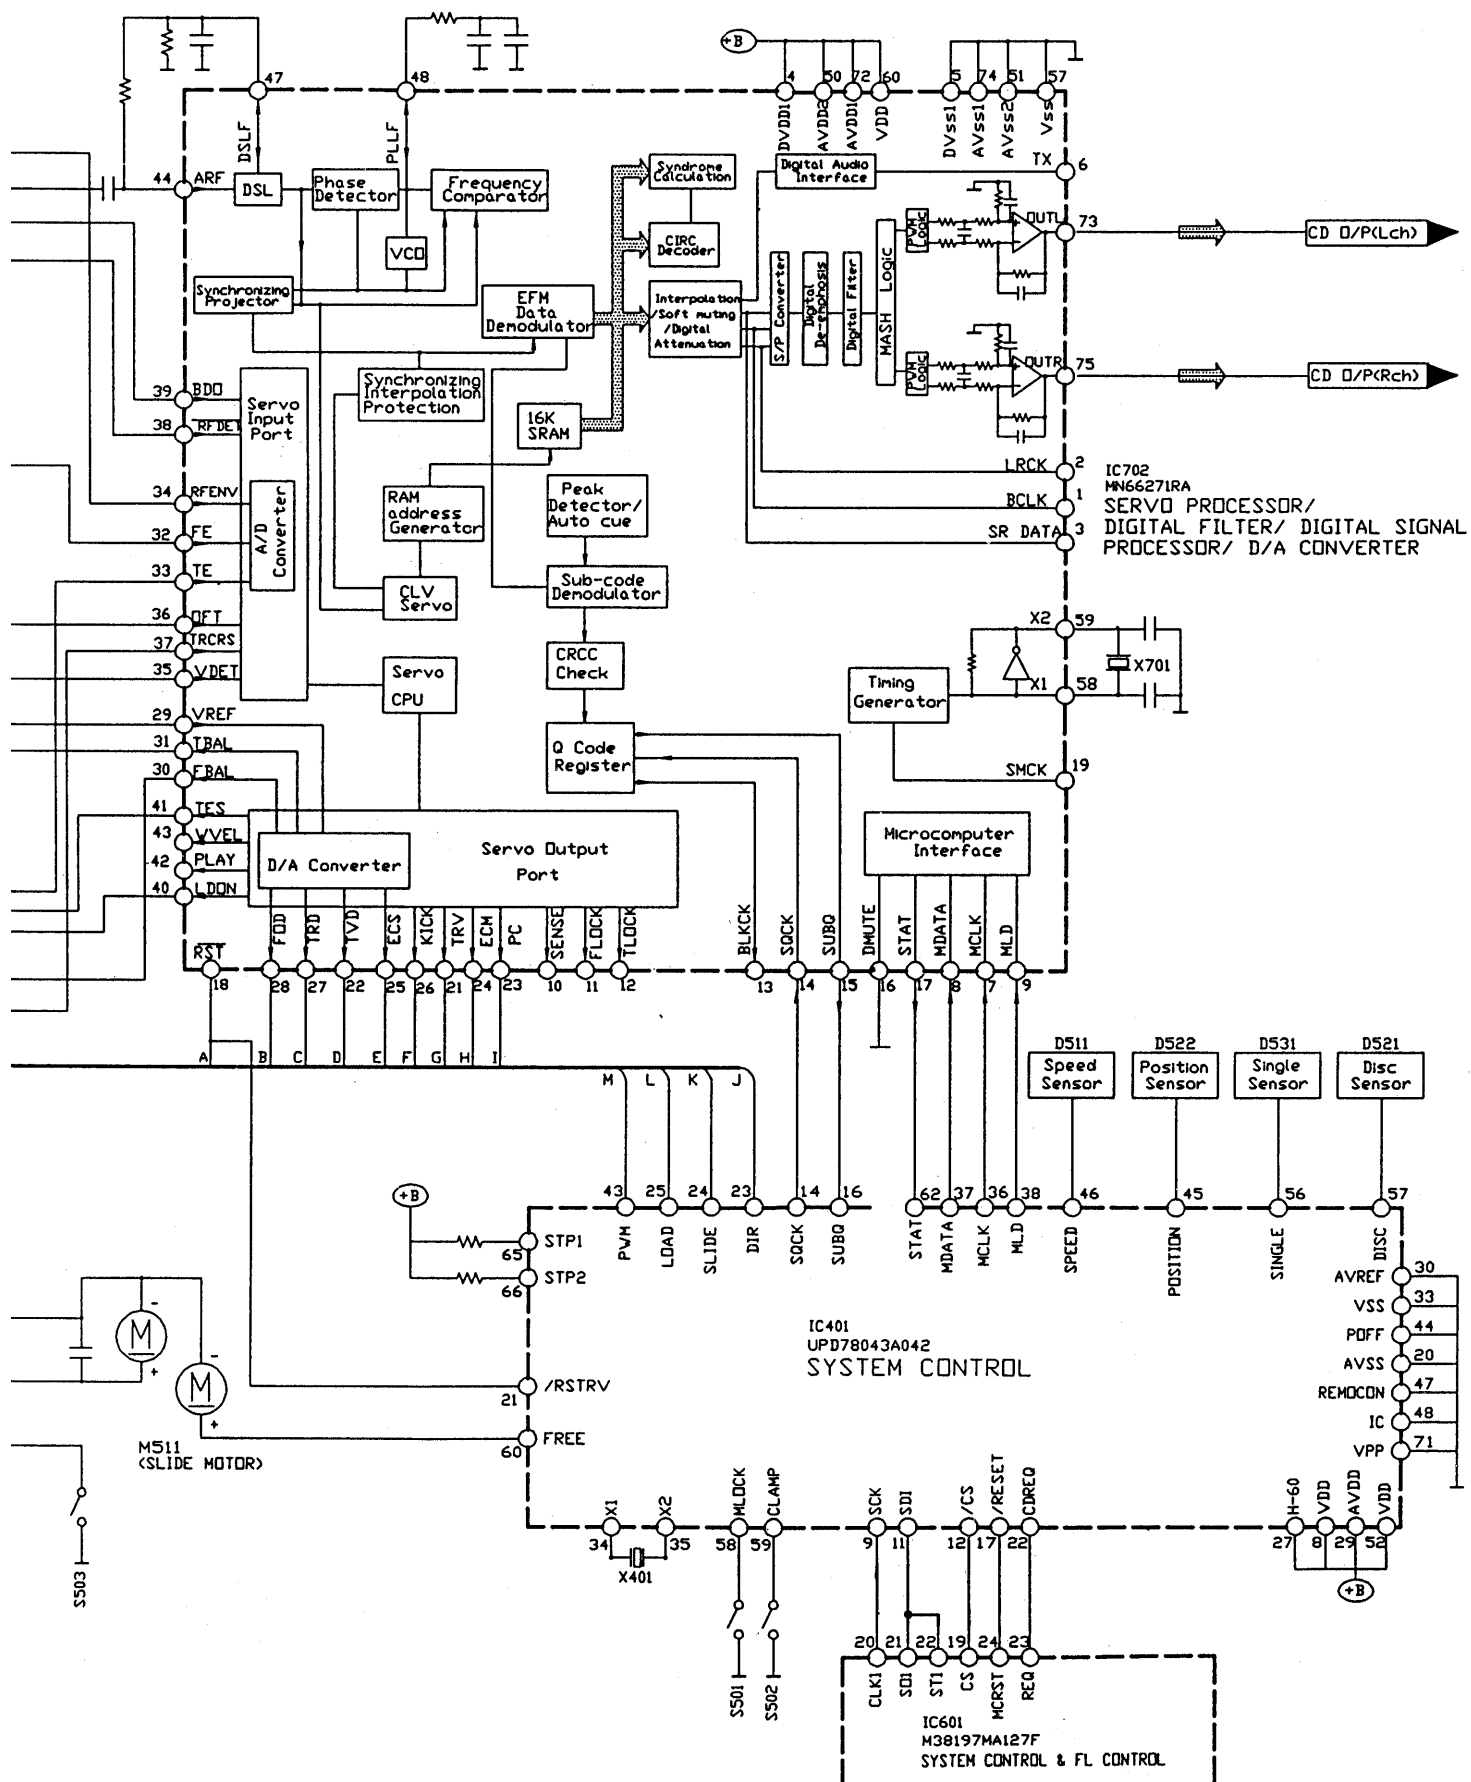 +B
47
48
4
50
72
60
5
74
51
57
DSLF
PLLF
DVDD1
AVDD2
AVDD1
VDD
DVss1
AVss1
AVss2
Vss
TX
6
44
ARF
DSL
Phase
Detector
Frequency
Comparator
VCO
Syndrome
Calculation
CIRC
Decoder
Digital Audio
Interface
Synchronizing
Projector
EFM
Data
Demodulator
Interpolation
/Soft muting
/Digital
Attenuation
S/P Converter
Digital
De-emphosis
Digital Filter
MASH Logic
PWM
Logic
OUTL
73
CD O/P(Lch)
PWM
Logic
OUTR
75
CD O/P(Rch)
Synchronizing
Interpolation
Protection
16K
SRAM
39
BDO
38
RFDET
Servo
Input
Port
34
RFENV
32
FE
33
TE
36
OFT
37
TRCRS
35
VDET
A/D
Converter
RAM
address
Generator
Peak
Detector/
Auto cue
CLV
Servo
Sub-code
Demodulator
CRCC
Check
Servo
CPU
Q Code
Register
LRCK
2
BCLK
1
SR DATA
3
IC702
MN66271RA
SERVO PROCESSOR/
DIGITAL FILTER/ DIGITAL SIGNAL
PROCESSOR/ D/A CONVERTER
X2
59
X701
X1
58
Timing
Generator
SMCK
19
29
VREF
31
TBAL
30
FBAL
41
TES
43
WVEL
42
PLAY
40
LDON
D/A Converter
Servo Output
Port
Microcomputer
Interface
RST
FOD
TRD
TVD
ECS
KICK
TRV
ECM
PC
SENSE
FLOCK
TLOCK
BLKCK
SQCK
SUBQ
DMUTE
STAT
MDATA
MCLK
MLD
18
28
27
22
25
26
21
24
23
10
11
12
13
14
15
16
17
8
7
9
A
B
C
D
E
F
G
H
I
M
L
K
J
D511
Speed
Sensor
D522
Position
Sensor
D531
Single
Sensor
D521
Disc
Sensor
+B
43
25
24
23
14
16
62
37
36
38
46
45
56
57
PWM
LOAD
SLIDE
DIR
SQCK
SUBQ
STAT
MDATA
MCLK
MLD
SPEED
POSITION
SINGLE
DISC
65
STP1
66
STP2
IC401
UPD78043A042
SYSTEM CONTROL
AVREF
30
VSS
33
POFF
44
AVSS
20
REMOCON
47
IC
48
VPP
71
-
M
+
-
M
+
M511
(SLIDE MOTOR)
21
/RSTRV
60
FREE
S503
X1
X2
34
35
X401
MLOCK
CLAMP
58
59
S501
S502
SCK
SDI
/CS
/RESET
CDREQ
9
11
12
17
22
H-60
VDD
AVDD
VDD
27
8
29
52
+B
20
21
22
19
24
23
CLK1
SO1
ST1
CS
MCRST
REQ
IC601
M38197MA127F
SYSTEM CONTROL & FL CONTROL